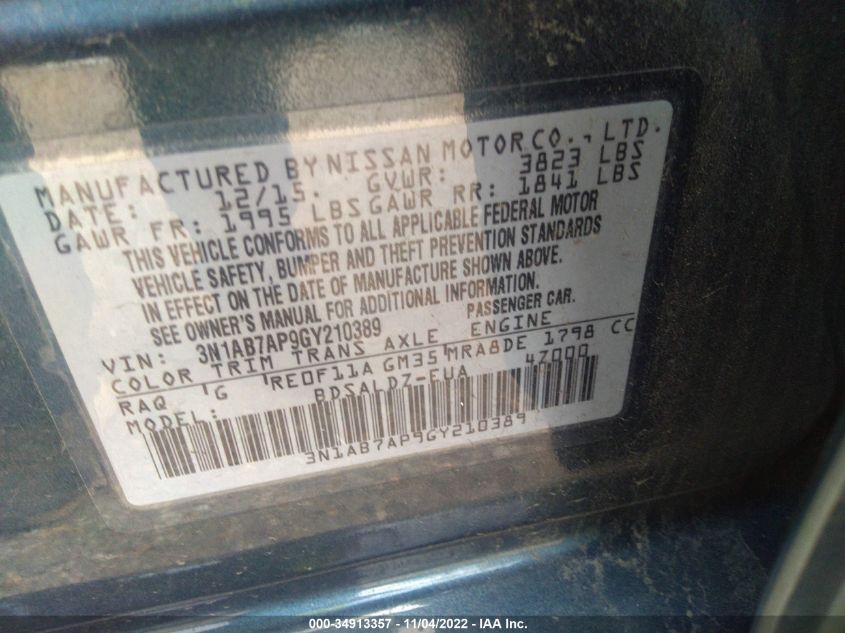 MANUFACTURED BY NISSAN MOTOR CO., LTD.
DATE: 12/15. GVWR: 3823 LBS
GAWR FR: 1995 LBS GAWR RR: 1841 LBS
THIS VEHICLE CONFORMS TO ALL APPLICABLE FEDERAL MOTOR
VEHICLE SAFETY, BUMPER AND THEFT PREVENTION STANDARDS
IN EFFECT ON THE DATE OF MANUFACTURE SHOWN ABOVE.
SEE OWNER'S MANUAL FOR ADDITIONAL INFORMATION.
VIN: 3N1AB7AP9GY210389 PASSENGER CAR.
COLOR TRIM TRANS AXLE ENGINE
RAQ G RE0F11A GM35 MRA8DE 1798 CC
MODEL: BDSALDZ-EUA 47000
3N1AB7AP9GY210389
000-34913357 - 11/04/2022 - IAA Inc.